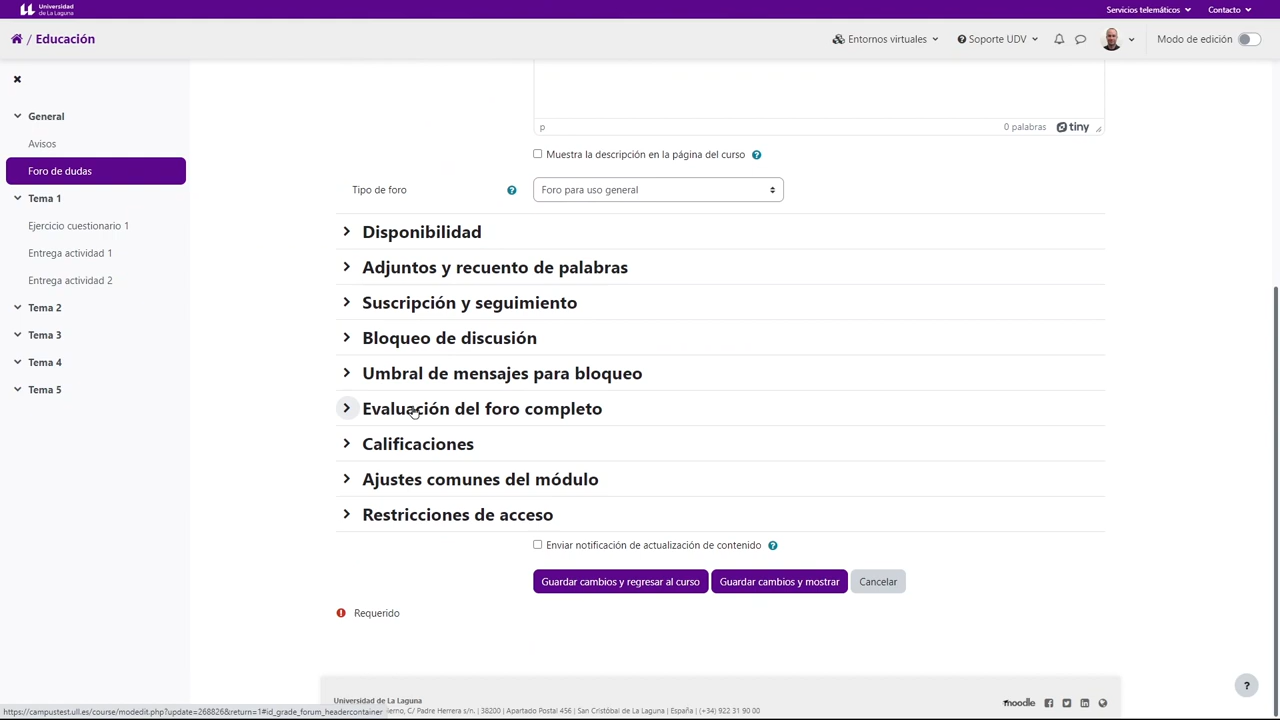 Universidad
de La Laguna
Servicios telemáticos
Contacto
/ Educación
Entornos virtuales
Soporte UDV
Modo de edición
General
Avisos
Foro de dudas
Tema 1
Ejercicio cuestionario 1
Entrega actividad 1
Entrega actividad 2
Tema 2
Tema 3
Tema 4
Tema 5
p
0 palabras
tiny
Muestra la descripción en la página del curso
Tipo de foro
Foro para uso general
Disponibilidad
Adjuntos y recuento de palabras
Suscripción y seguimiento
Bloqueo de discusión
Umbral de mensajes para bloqueo
Evaluación del foro completo
Calificaciones
Ajustes comunes del módulo
Restricciones de acceso
Enviar notificación de actualización de contenido
Guardar cambios y regresar al curso
Guardar cambios y mostrar
Cancelar
Requerido
Universidad de La Laguna
C/ Padre Herrera s/n. | 38200 | Apartado Postal 456 | San Cristóbal de La Laguna | España | (+34) 922 31 90 00
moodle
https://campustest.ull.es/course/modedit.php?update=268826&return=1#id_grade_forum_headercontainer